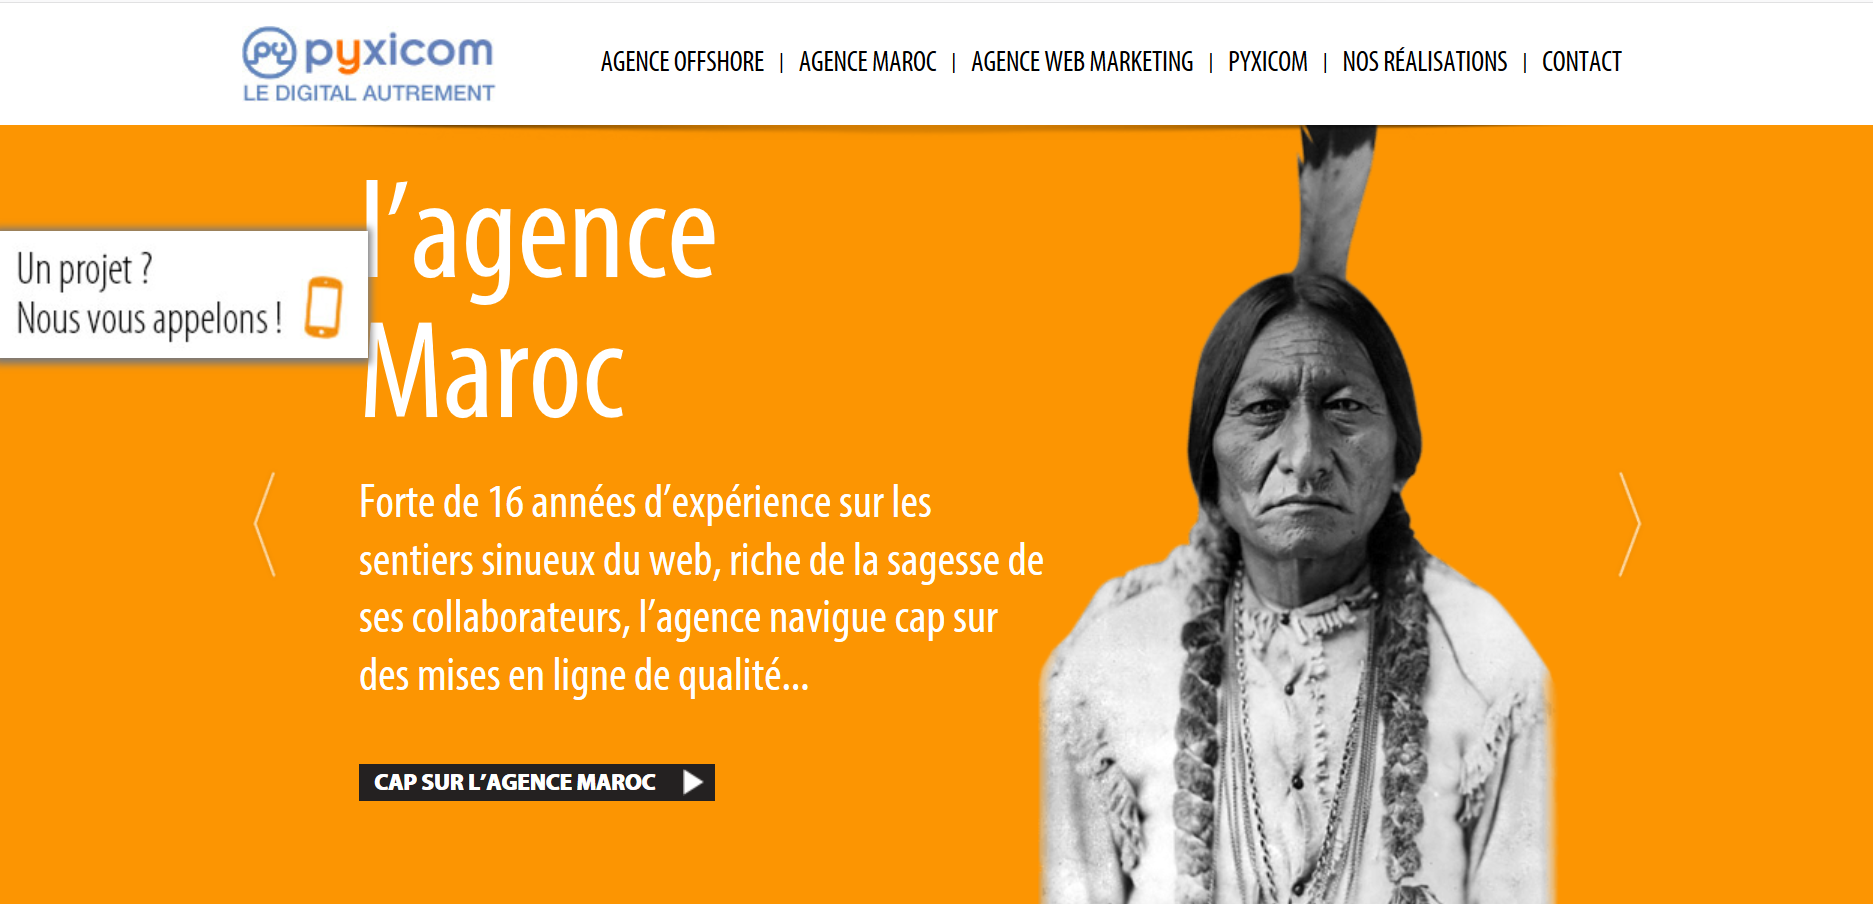 pyxicom
LE DIGITAL AUTREMENT
AGENCE OFFSHORE | AGENCE MAROC | AGENCE WEB MARKETING | PYXICOM | NOS RÉALISATIONS | CONTACT
l’agence
Maroc
Un projet ?
Nous vous appelons !
Forte de 16 années d’expérience sur les
sentiers sinueux du web, riche de la sagesse de
ses collaborateurs, l’agence navigue cap sur
des mises en ligne de qualité...
CAP SUR L’AGENCE MAROC